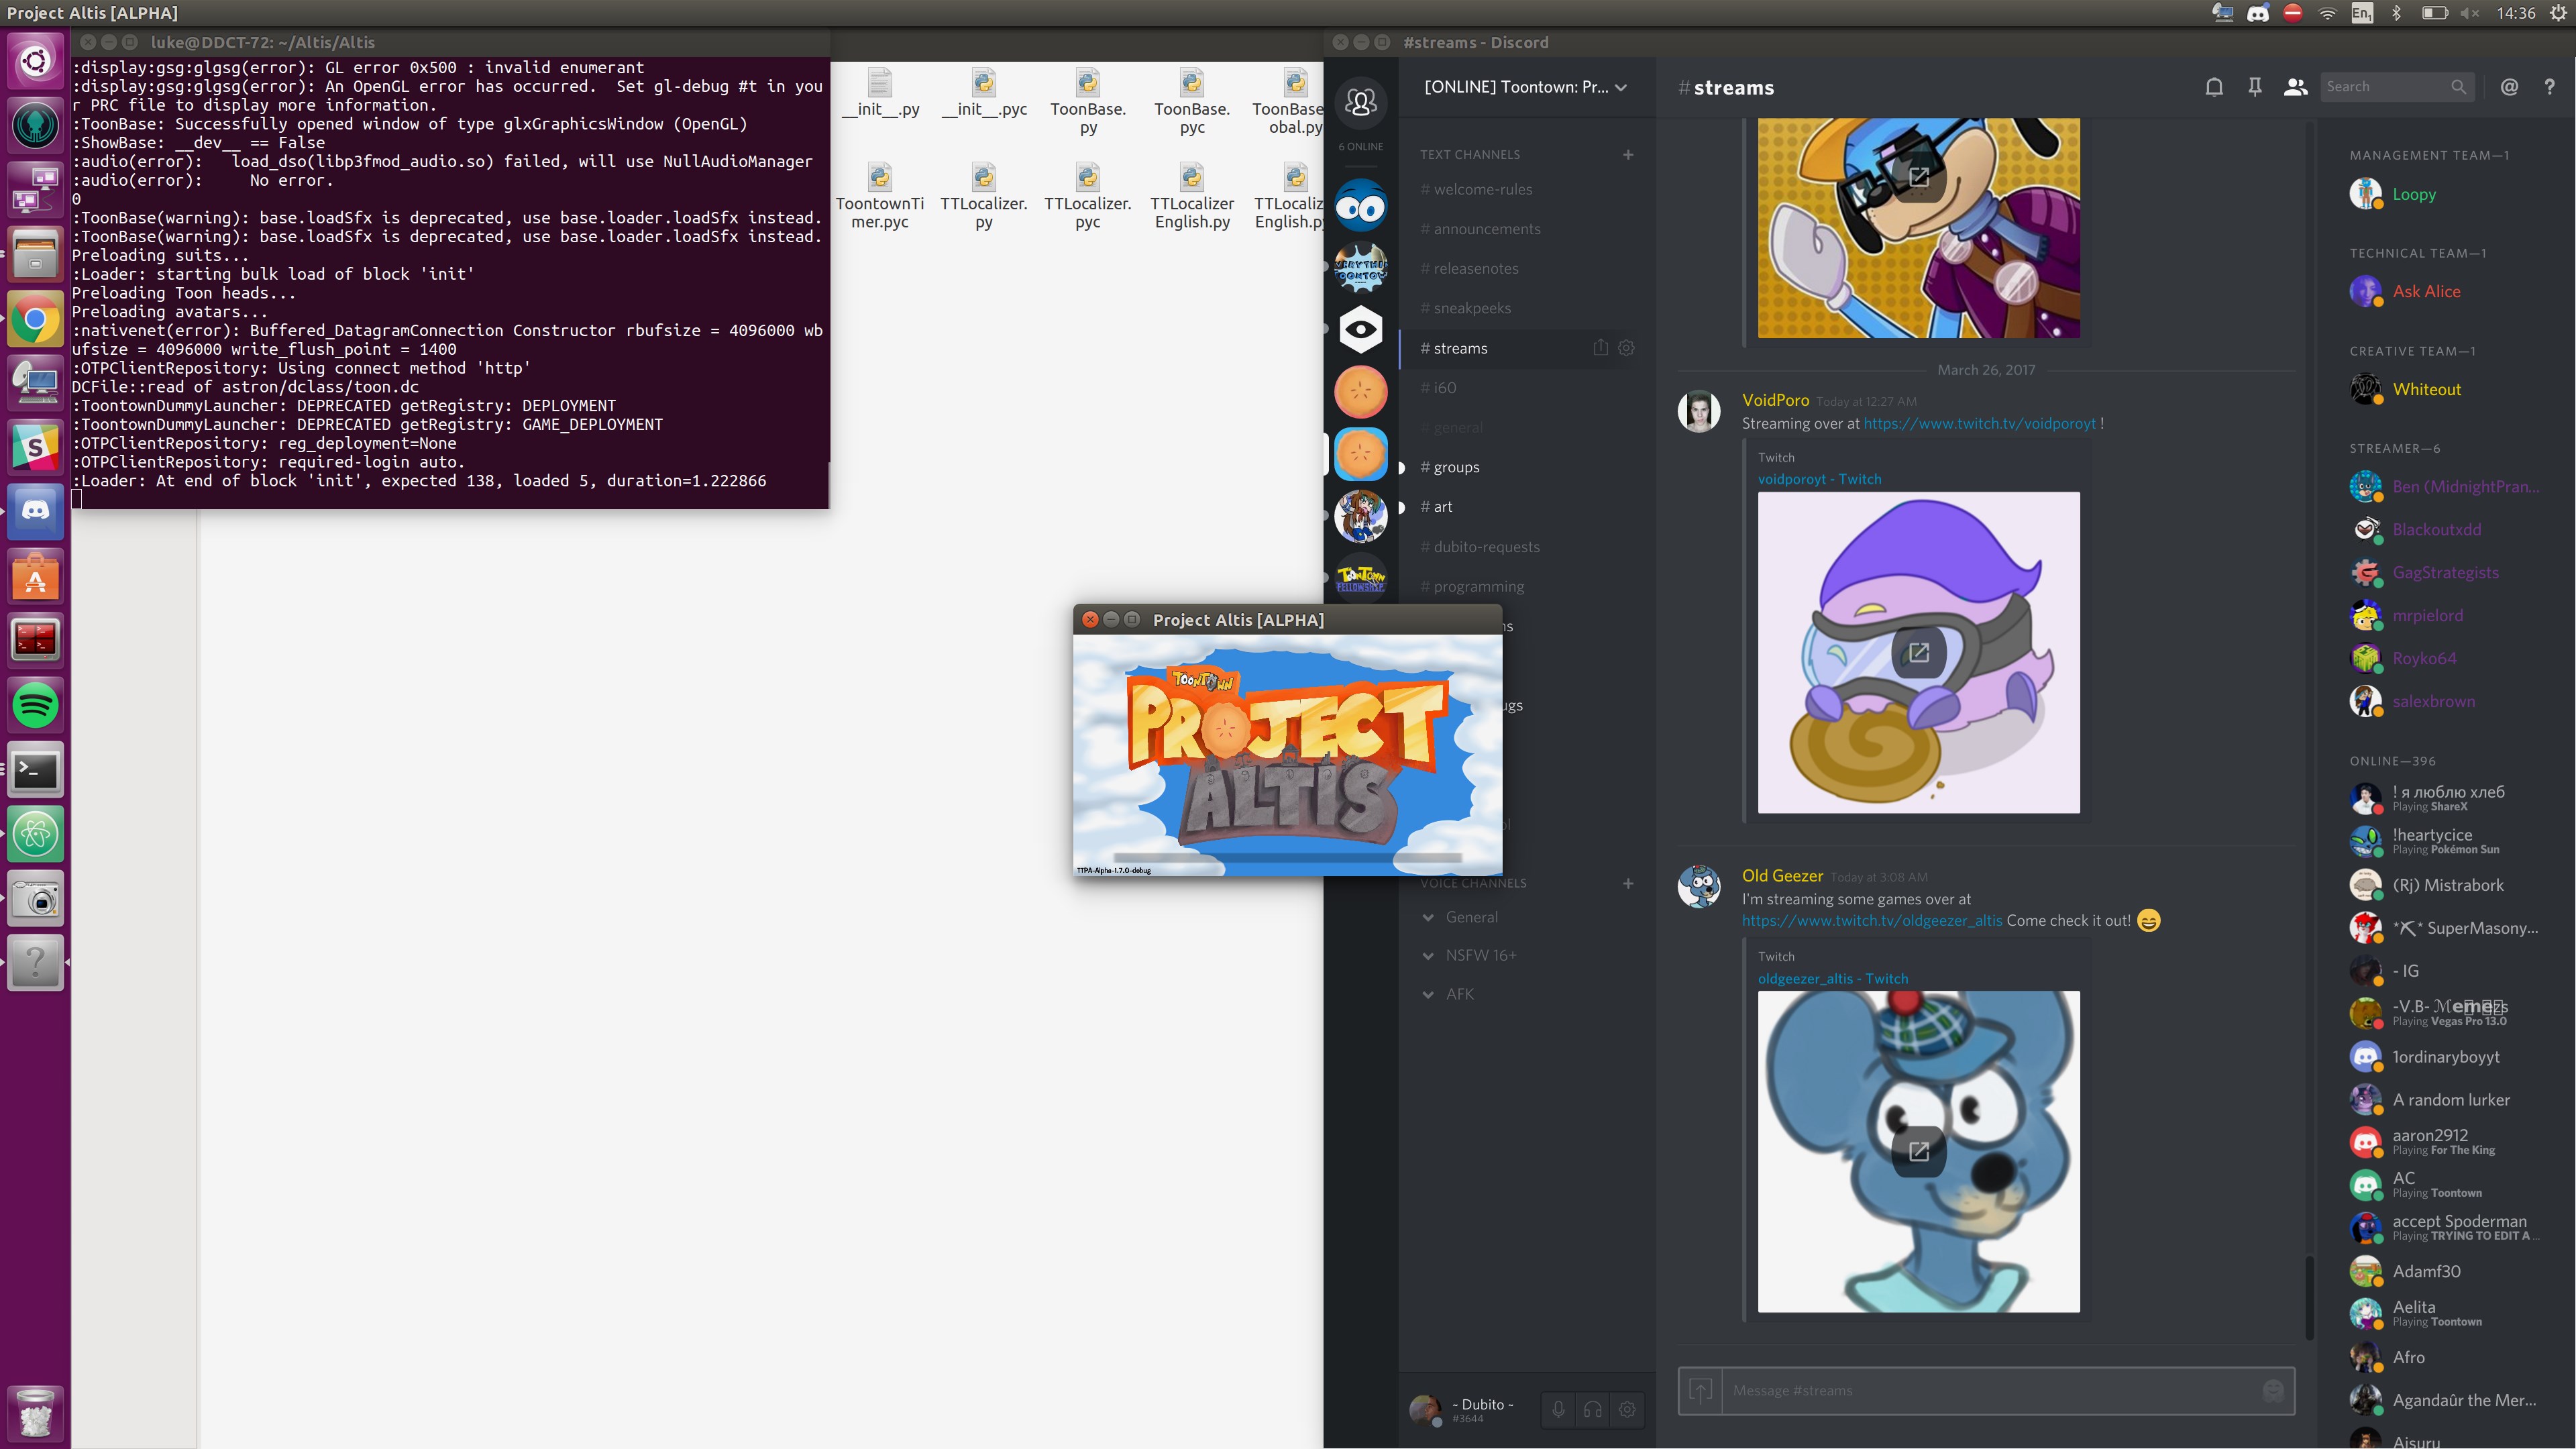 Project Altis [ALPHA]
En1
14:36
luke@DDCT-72: ~/Altis/Altis
:display:gsg:glgsg(error): GL error 0x500 : invalid enumerant
:display:gsg:glgsg(error): An OpenGL error has occurred.  Set gl-debug #t in you
r PRC file to display more information.
:ToonBase: Successfully opened window of type glxGraphicsWindow (OpenGL)
:ShowBase: __dev__ == False
:audio(error):   load_dso(libp3fmod_audio.so) failed, will use NullAudioManager
:audio(error):     No error.
0
:ToonBase(warning): base.loadSfx is deprecated, use base.loader.loadSfx instead.
:ToonBase(warning): base.loadSfx is deprecated, use base.loader.loadSfx instead.
Preloading suits...
:Loader: starting bulk load of block 'init'
Preloading Toon heads...
Preloading avatars...
:nativenet(error): Buffered_DatagramConnection Constructor rbufsize = 4096000 wb
ufsize = 4096000 write_flush_point = 1400
:OTPClientRepository: Using connect method 'http'
DCFile::read of astron/dclass/toon.dc
:ToontownDummyLauncher: DEPRECATED getRegistry: DEPLOYMENT
:ToontownDummyLauncher: DEPRECATED getRegistry: GAME_DEPLOYMENT
:OTPClientRepository: reg_deployment=None
:OTPClientRepository: required-login auto.
:Loader: At end of block 'init', expected 138, loaded 5, duration=1.222866
__init__.py
__init__.pyc
ToonBase.
py
ToonBase.
pyc
ToonBase
obal.py
ToontownTi
mer.pyc
TTLocalizer.
py
TTLocalizer.
pyc
TTLocalizer
English.py
TTLocaliz
English.py
Project Altis [ALPHA]
TOONTOWN
PROJECT
ALTIS
TTPA-Alpha-1.7.0-debug
#streams - Discord
6 ONLINE
TOONTOWN
FELLOWSHIP
[ONLINE] Toontown: Pr...
TEXT CHANNELS
# welcome-rules
# announcements
# releasenotes
# sneakpeeks
# streams
# i60
# general
# groups
# art
# dubito-requests
# programming
ns
ugs
ol
VOICE CHANNELS
General
NSFW 16+
AFK
- Dubito -
#3644
# streams
Search
@ ?
March 26, 2017
VoidPoro Today at 12:27 AM
Streaming over at https://www.twitch.tv/voidporoyt !
Twitch
voidporoyt - Twitch
Old Geezer Today at 3:08 AM
I'm streaming some games over at
https://www.twitch.tv/oldgeezer_altis Come check it out!
Twitch
oldgeezer_altis - Twitch
Message #streams
MANAGEMENT TEAM—1
Loopy
TECHNICAL TEAM—1
Ask Alice
CREATIVE TEAM—1
Whiteout
STREAMER—6
Ben (MidnightPran...
Blackoutxdd
GagStrategists
mrpielord
Royko64
salexbrown
ONLINE—396
! я люблю хлеб
Playing ShareX
!heartycice
Playing Pokémon Sun
(Rj) Mistrabork
*⛏* SuperMasony...
- IG
Playing Vegas Pro 13.0
1ordinaryboyyt
A random lurker
aaron2912
Playing For The King
AC
Playing Toontown
accept Spoderman
Playing TRYING TO EDIT A ...
Adamf30
Aelita
Playing Toontown
Afro
Agandaûr the Mer...
Aisuru